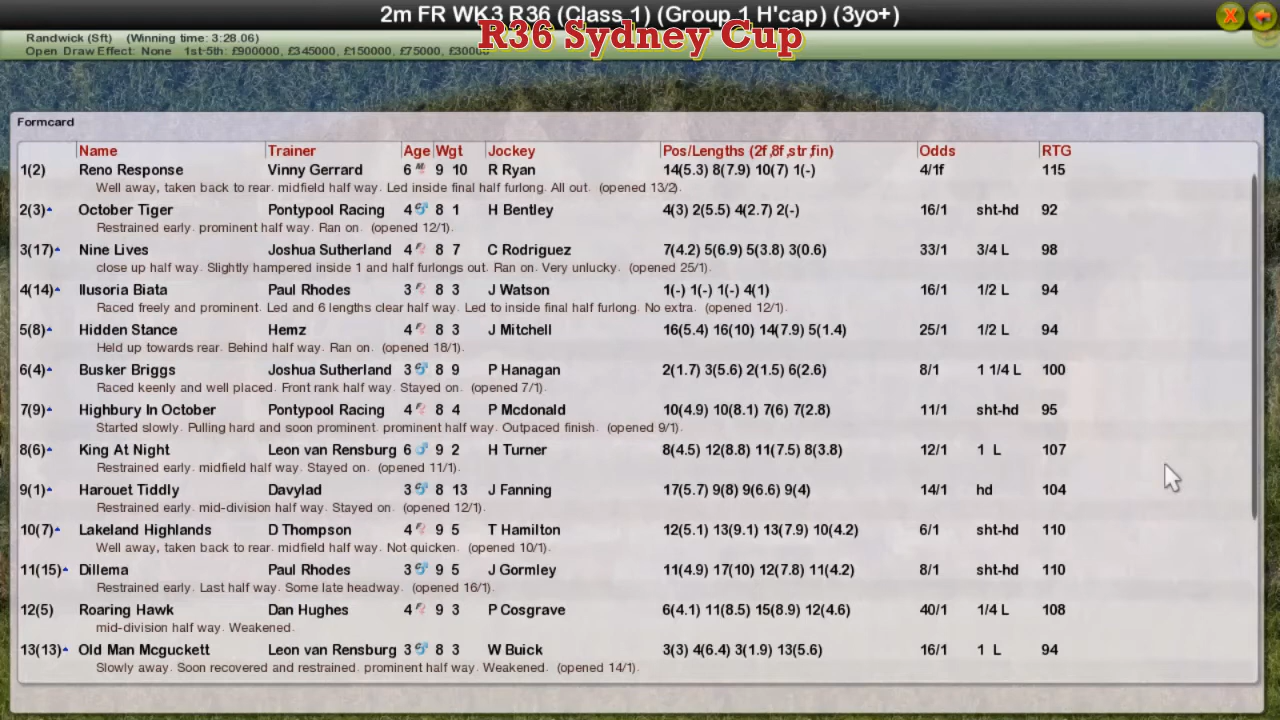 2m FR WK3 R36 (Class 1) (Group 1 H'cap) (3yo+)
R36 Sydney Cup
Randwick (Sft) (Winning time: 3:28.06)
Open Draw Effect: None 1st-5th: £900000, £345000, £150000, £75000, £30000
Formcard
Name Trainer Age Wgt Jockey Pos/Lengths (2f,8f,str,fin) Odds RTG
1(2) Reno Response Vinny Gerrard 6 9 10 R Ryan 14(5.3) 8(7.9) 10(7) 1(-) 4/1f 115
Well away, taken back to rear. midfield half way. Led inside final half furlong. All out. (opened 13/2).
2(3) October Tiger Pontypool Racing 4 8 1 H Bentley 4(3) 2(5.5) 4(2.7) 2(-) 16/1 sht-hd 92
Restrained early. prominent half way. Ran on. (opened 12/1).
3(17) Nine Lives Joshua Sutherland 4 8 7 C Rodriguez 7(4.2) 5(6.9) 5(3.8) 3(0.6) 33/1 3/4 L 98
close up half way. Slightly hampered inside 1 and half furlongs out. Ran on. Very unlucky. (opened 25/1).
4(14) Ilusoria Biata Paul Rhodes 3 8 3 J Watson 1(-) 1(-) 1(-) 4(1) 16/1 1/2 L 94
Raced freely and prominent. Led and 6 lengths clear half way. Led to inside final half furlong. No extra. (opened 12/1).
5(8) Hidden Stance Hemz 4 8 3 J Mitchell 16(5.4) 16(10) 14(7.9) 5(1.4) 25/1 1/2 L 94
Held up towards rear. Behind half way. Ran on. (opened 18/1).
6(4) Busker Briggs Joshua Sutherland 3 8 9 P Hanagan 2(1.7) 3(5.6) 2(1.5) 6(2.6) 8/1 1 1/4 L 100
Raced keenly and well placed. Front rank half way. Stayed on. (opened 7/1).
7(9) Highbury In October Pontypool Racing 4 8 4 P Mcdonald 10(4.9) 10(8.1) 7(6) 7(2.8) 11/1 sht-hd 95
Started slowly. Pulling hard and soon prominent. prominent half way. Outpaced finish. (opened 9/1).
8(6) King At Night Leon van Rensburg 6 9 2 H Turner 8(4.5) 12(8.8) 11(7.5) 8(3.8) 12/1 1 L 107
Restrained early. midfield half way. Stayed on. (opened 11/1).
9(1) Harouet Tiddly Davylad 3 8 13 J Fanning 17(5.7) 9(8) 9(6.6) 9(4) 14/1 hd 104
Restrained early. mid-division half way. Stayed on. (opened 12/1).
10(7) Lakeland Highlands D Thompson 4 9 5 T Hamilton 12(5.1) 13(9.1) 13(7.9) 10(4.2) 6/1 sht-hd 110
Well away, taken back to rear. midfield half way. Not quicken. (opened 10/1).
11(15) Dillema Paul Rhodes 3 9 5 J Gormley 11(4.9) 17(10) 12(7.8) 11(4.2) 8/1 sht-hd 110
Restrained early. Last half way. Some late headway. (opened 16/1).
12(5) Roaring Hawk Dan Hughes 4 9 3 P Cosgrave 6(4.1) 11(8.5) 15(8.9) 12(4.6) 40/1 1/4 L 108
mid-division half way. Weakened.
13(13) Old Man Mcguckett Leon van Rensburg 3 8 3 W Buick 3(3) 4(6.4) 3(1.9) 13(5.6) 16/1 1 L 94
Slowly away. Soon recovered and restrained. prominent half way. Weakened. (opened 14/1).